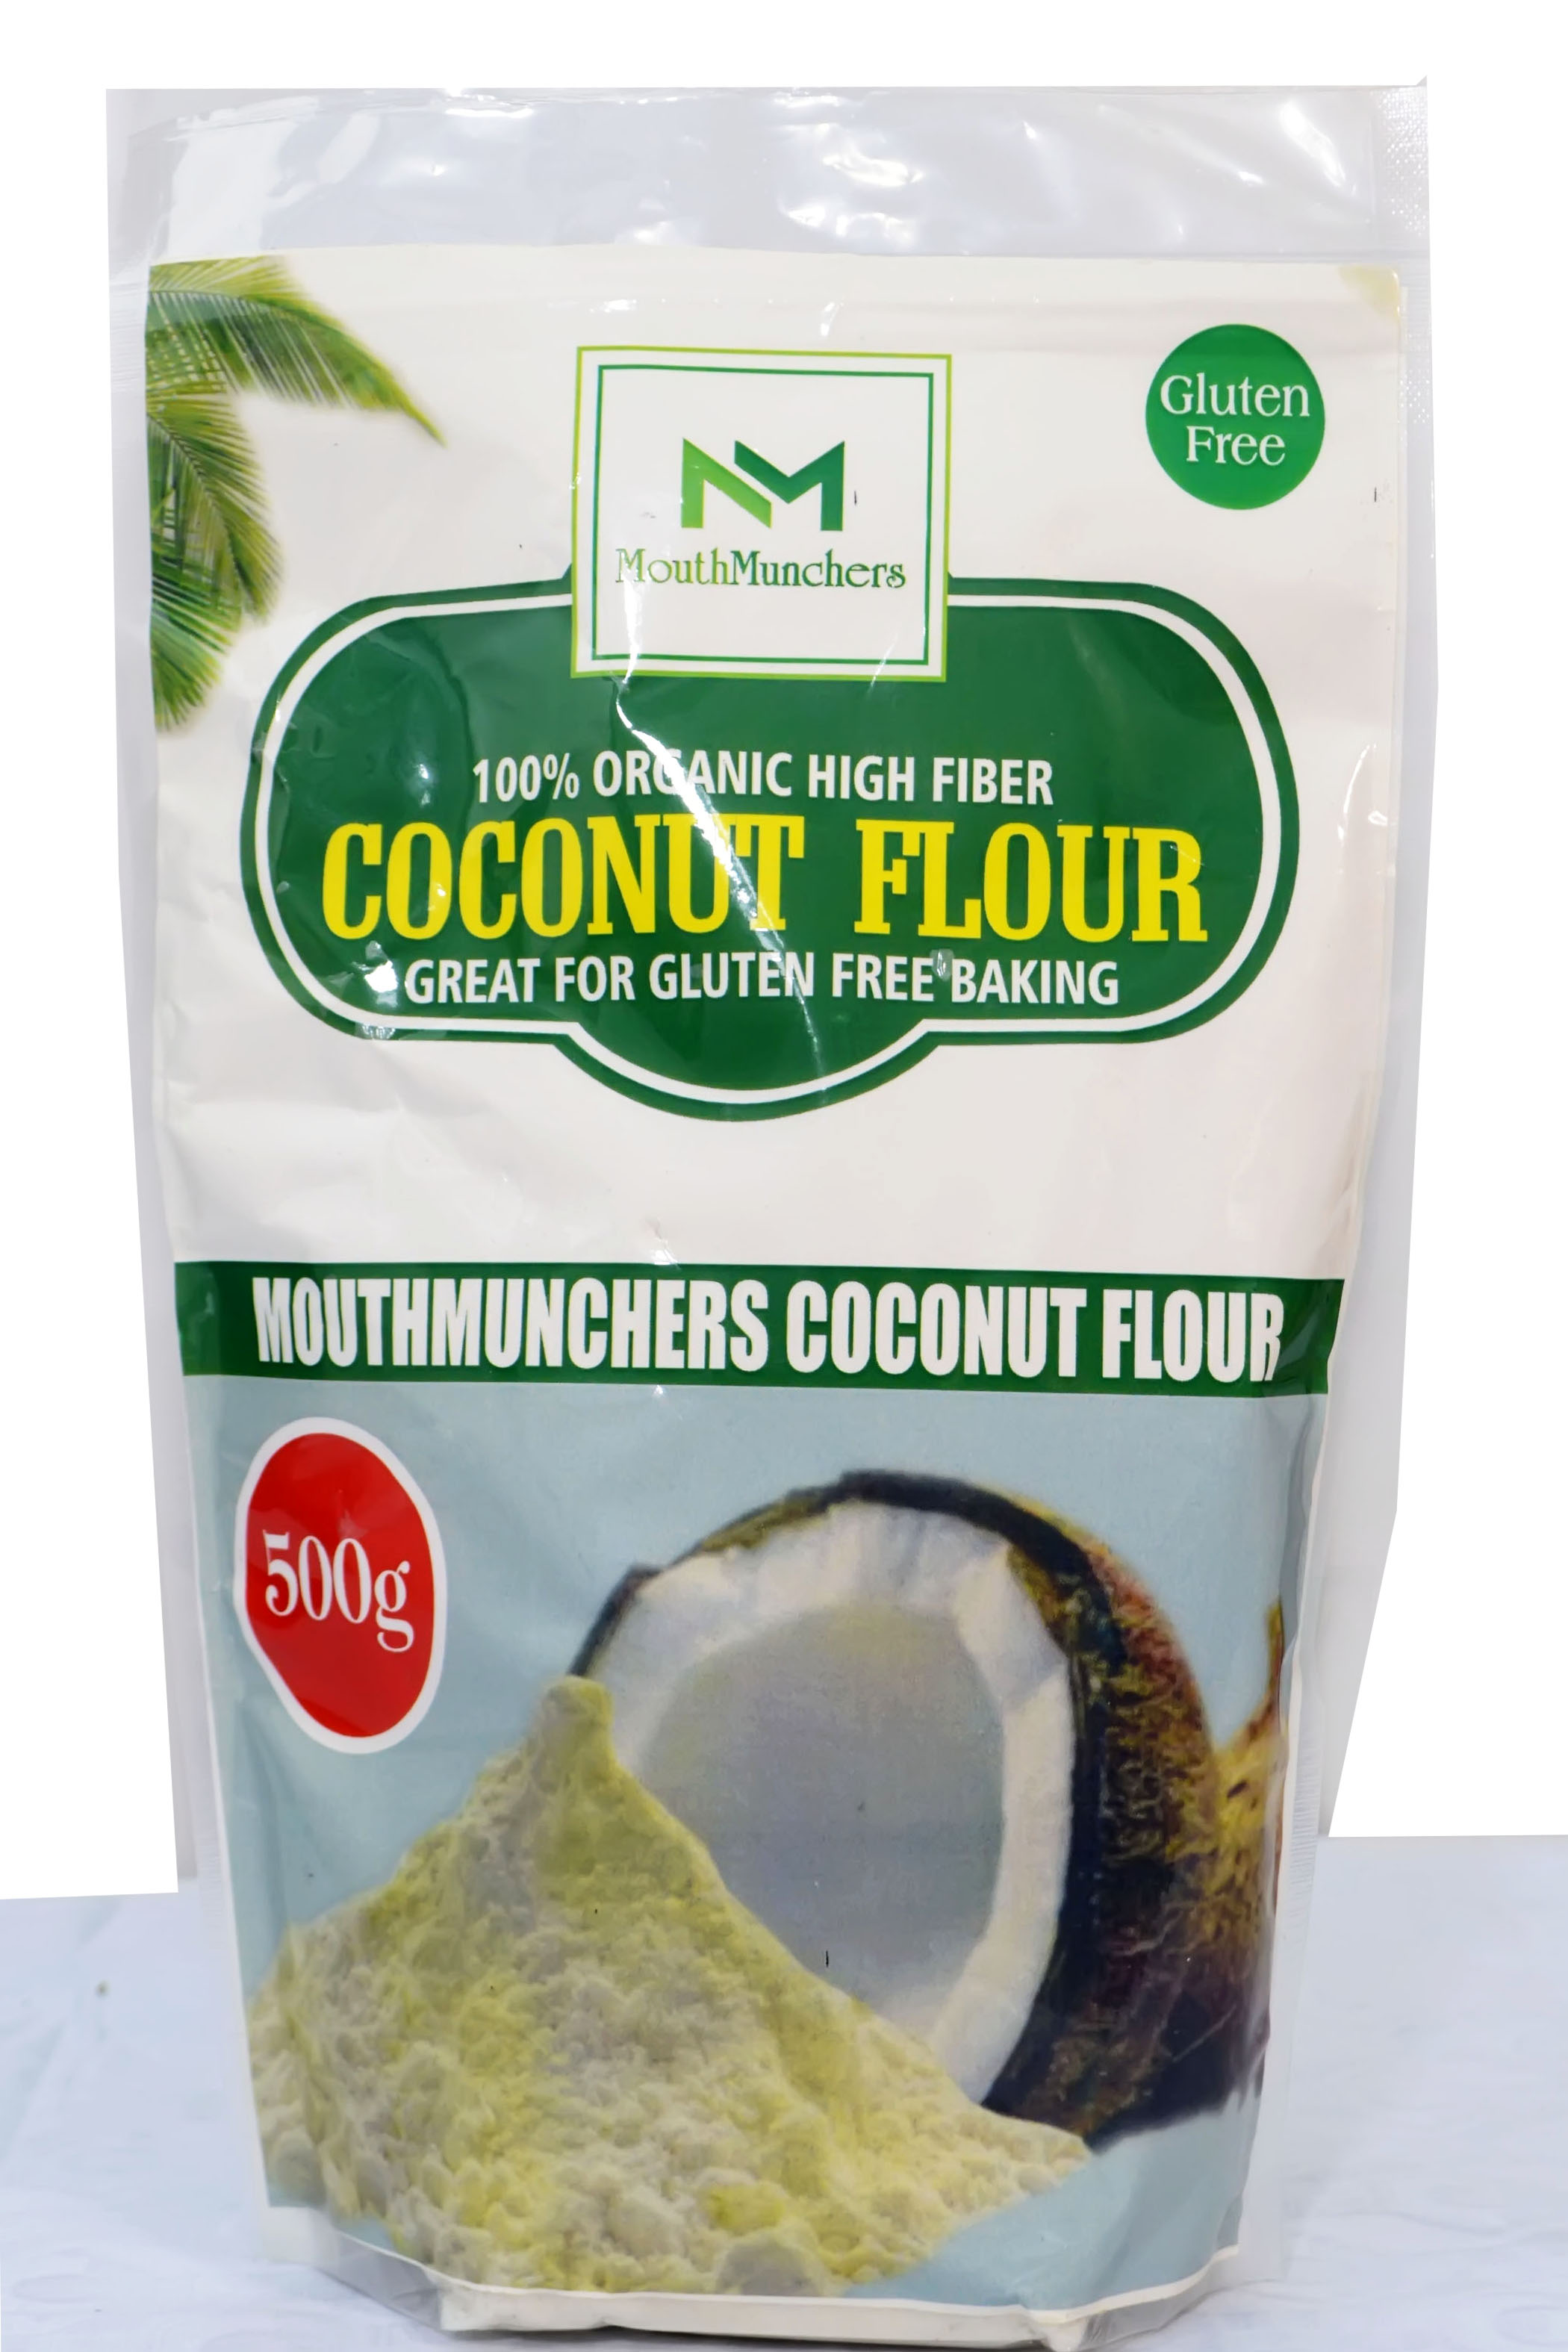 Gluten
Free
MouthMunchers
100% ORGANIC HIGH FIBER
COCONUT FLOUR
GREAT FOR GLUTEN FREE BAKING
MOUTHMUNCHERS COCONUT FLOUR
500g